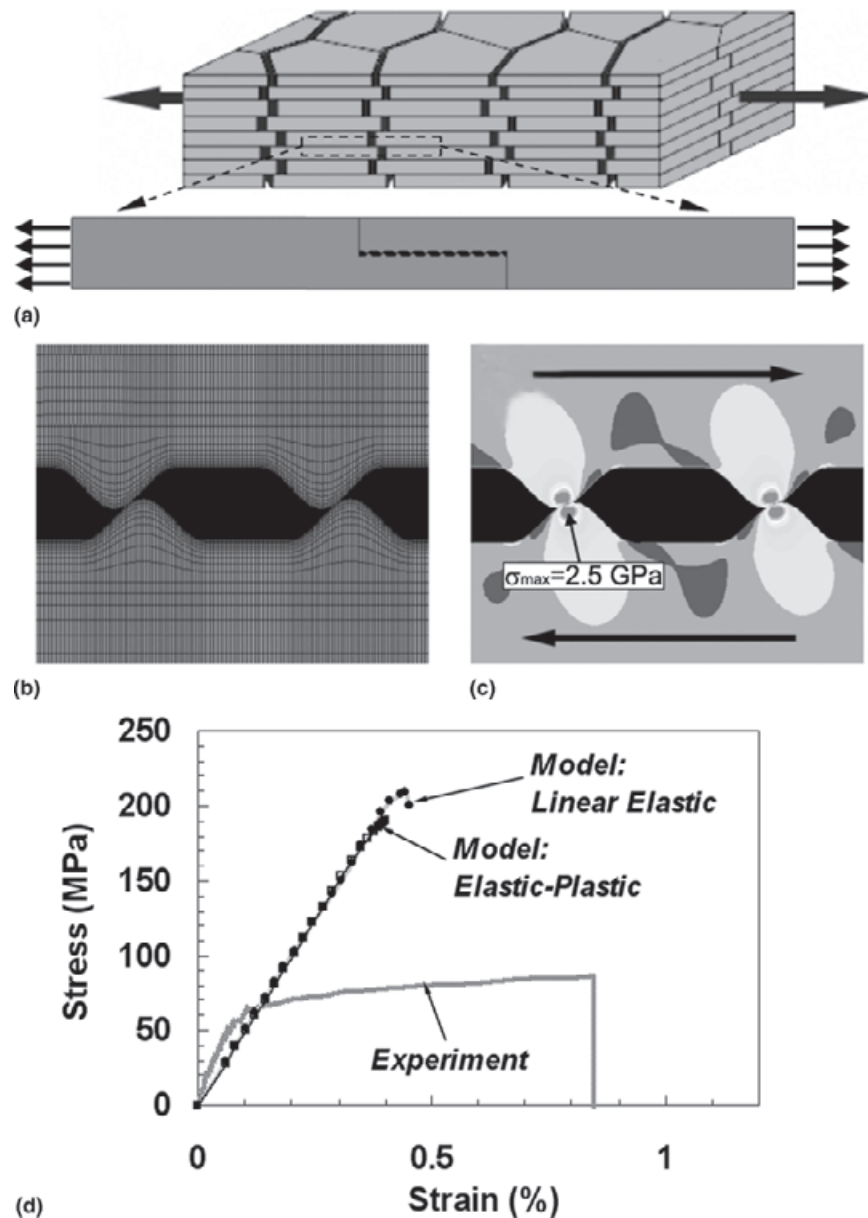 (a)
(b)
(c)
σmax=2.5 GPa
250
200
150
100
50
0
Stress (MPa)
Model:
Linear Elastic
Model:
Elastic-Plastic
Experiment
0
0.5
1
Strain (%)
(d)